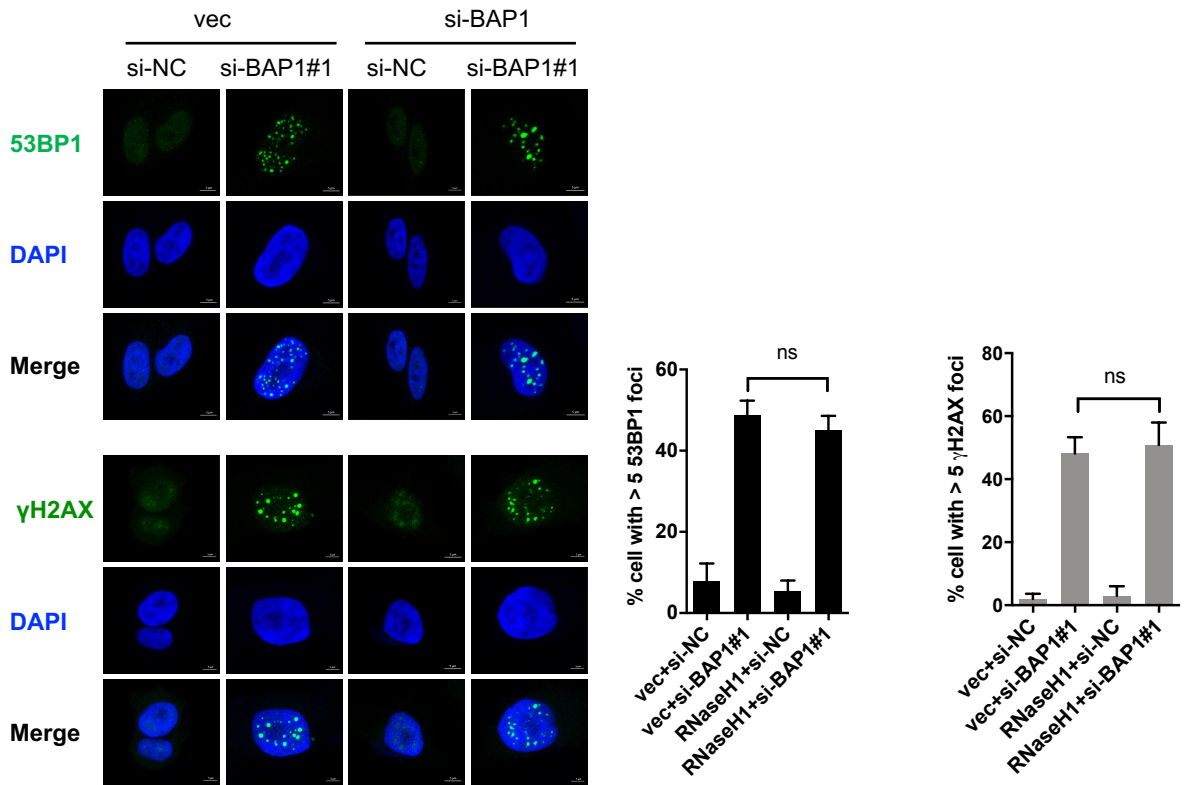 vec si-BAP1
si-NC si-BAP1#1 si-NC si-BAP1#1
53BP1
DAPI
Merge
γH2AX
DAPI
Merge
% cell with > 5 53BP1 foci
60
40
20
0
ns
vec+si-NC
vec+si-BAP1#1
RNaseH1+si-NC
RNaseH1+si-BAP1#1
% cell with > 5 γH2AX foci
80
60
40
20
0
ns
vec+si-NC
vec+si-BAP1#1
RNaseH1+si-NC
RNaseH1+si-BAP1#1